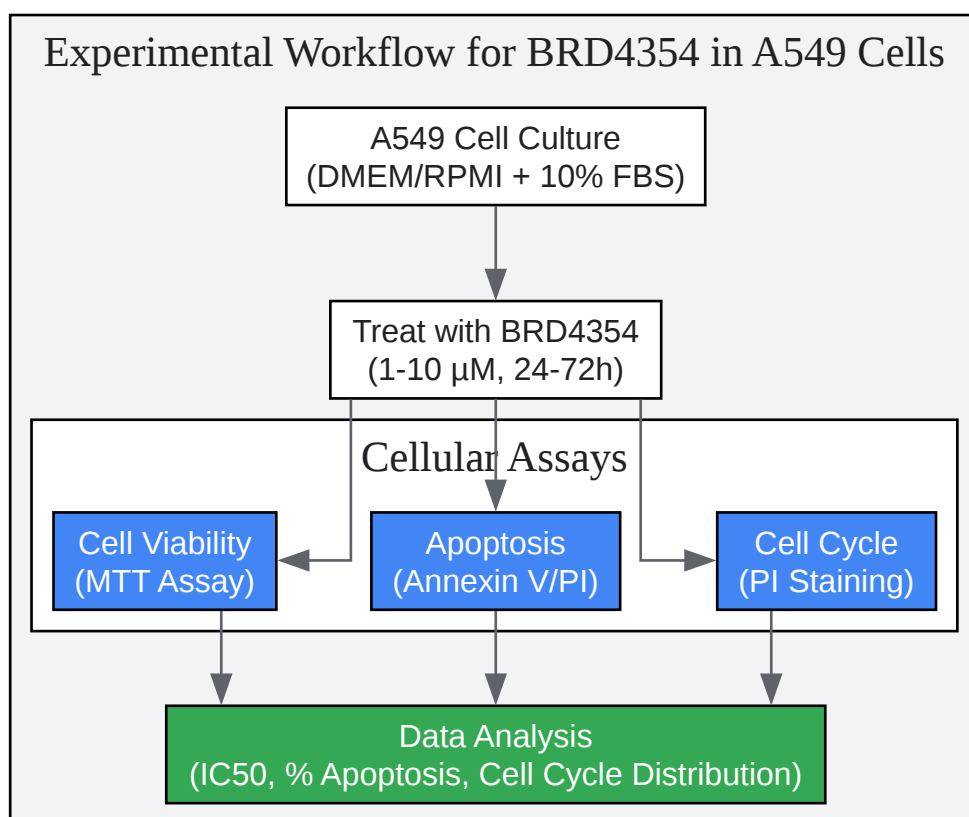 Experimental Workflow for BRD4354 in A549 Cells
A549 Cell Culture
(DMEM/RPMI + 10% FBS)
Treat with BRD4354
(1-10 µM, 24-72h)
Cellular Assays
Cell Viability
(MTT Assay)
Apoptosis
(Annexin V/PI)
Cell Cycle
(PI Staining)
Data Analysis
(IC50, % Apoptosis, Cell Cycle Distribution)